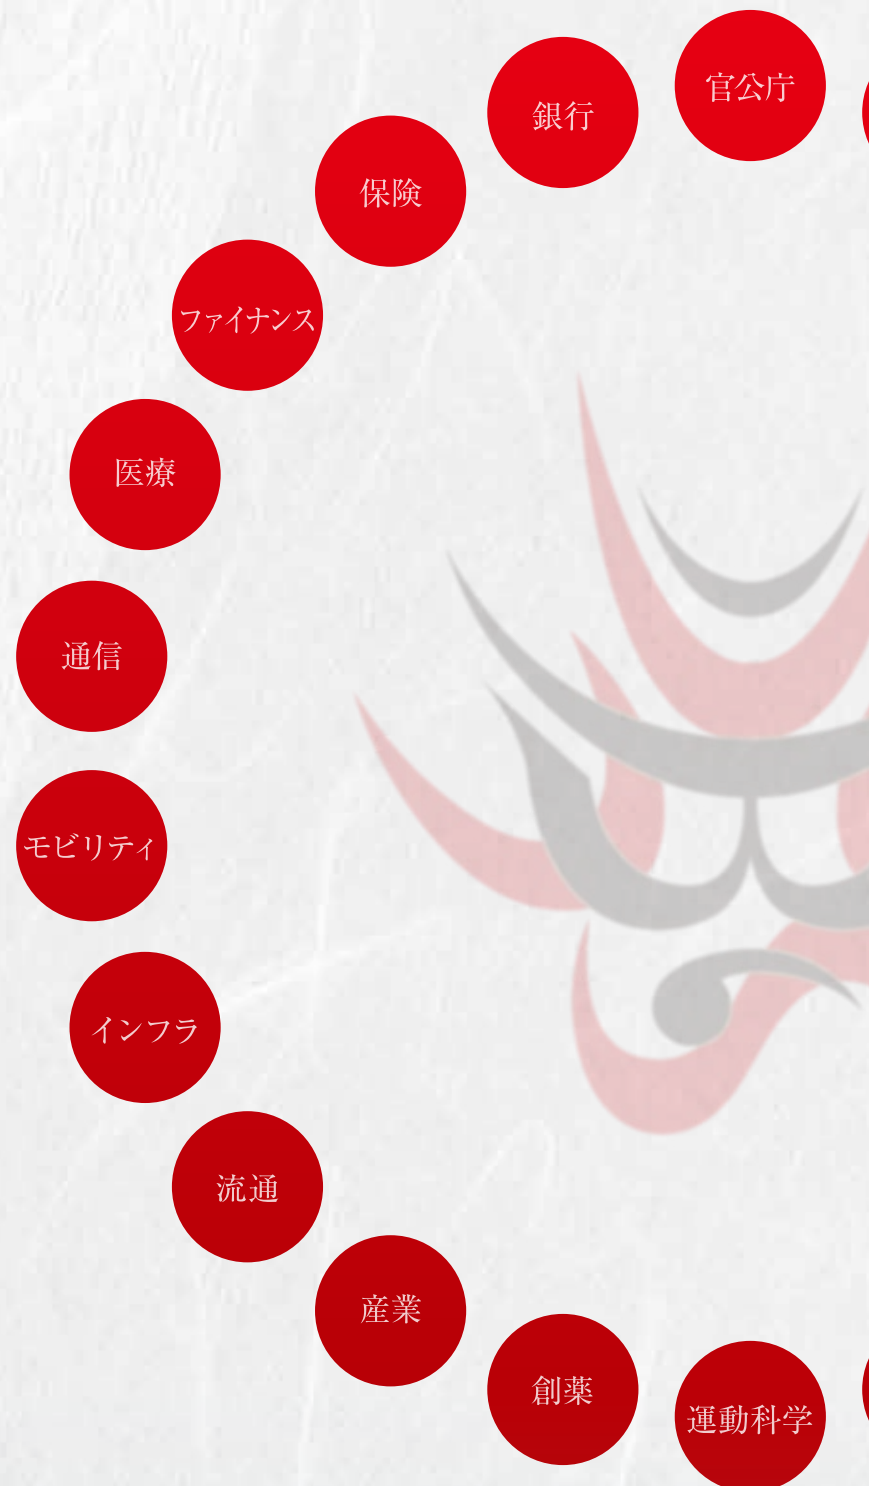 官公庁
銀行
保険
ファイナンス
医療
通信
モビリティ
インフラ
流通
産業
創薬
運動科学